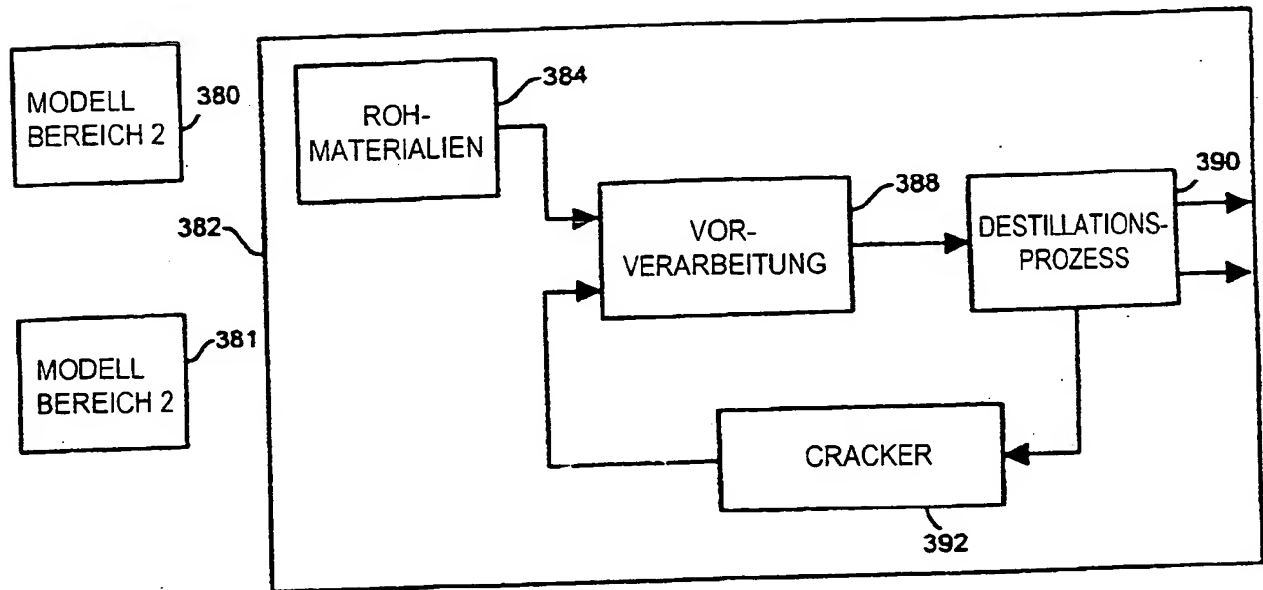 MODELL
BEREICH 2
380
382
384
ROH-
MATERIALIEN
388
VOR-
VERARBEITUNG
390
DESTILLATIONS-
PROZESS
381
MODELL
BEREICH 2
CRACKER
392